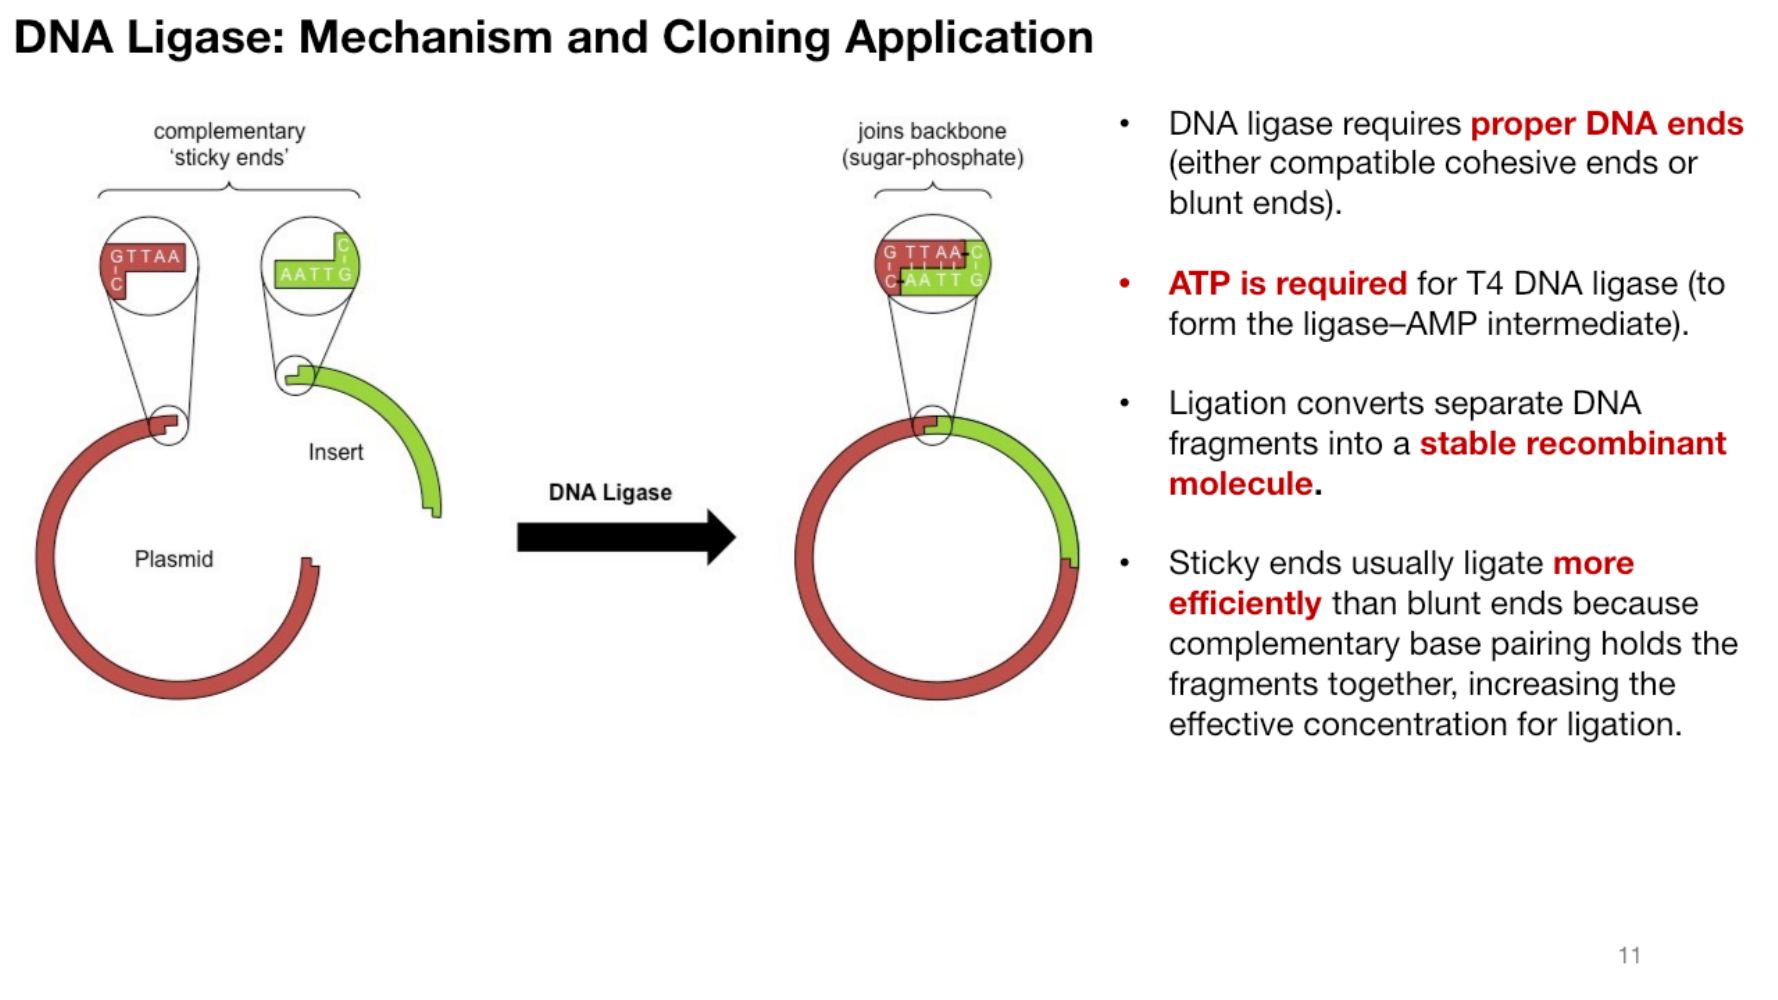 DNA Ligase: Mechanism and Cloning Application
complementary
‘sticky ends’
GTTAA
C
C
AATTG
Insert
Plasmid
DNA Ligase
joins backbone
(sugar-phosphate)
G TTAA C
C AATT G
• DNA ligase requires proper DNA ends
(either compatible cohesive ends or
blunt ends).
• ATP is required for T4 DNA ligase (to
form the ligase–AMP intermediate).
• Ligation converts separate DNA
fragments into a stable recombinant
molecule.
• Sticky ends usually ligate more
efficiently than blunt ends because
complementary base pairing holds the
fragments together, increasing the
effective concentration for ligation.
11